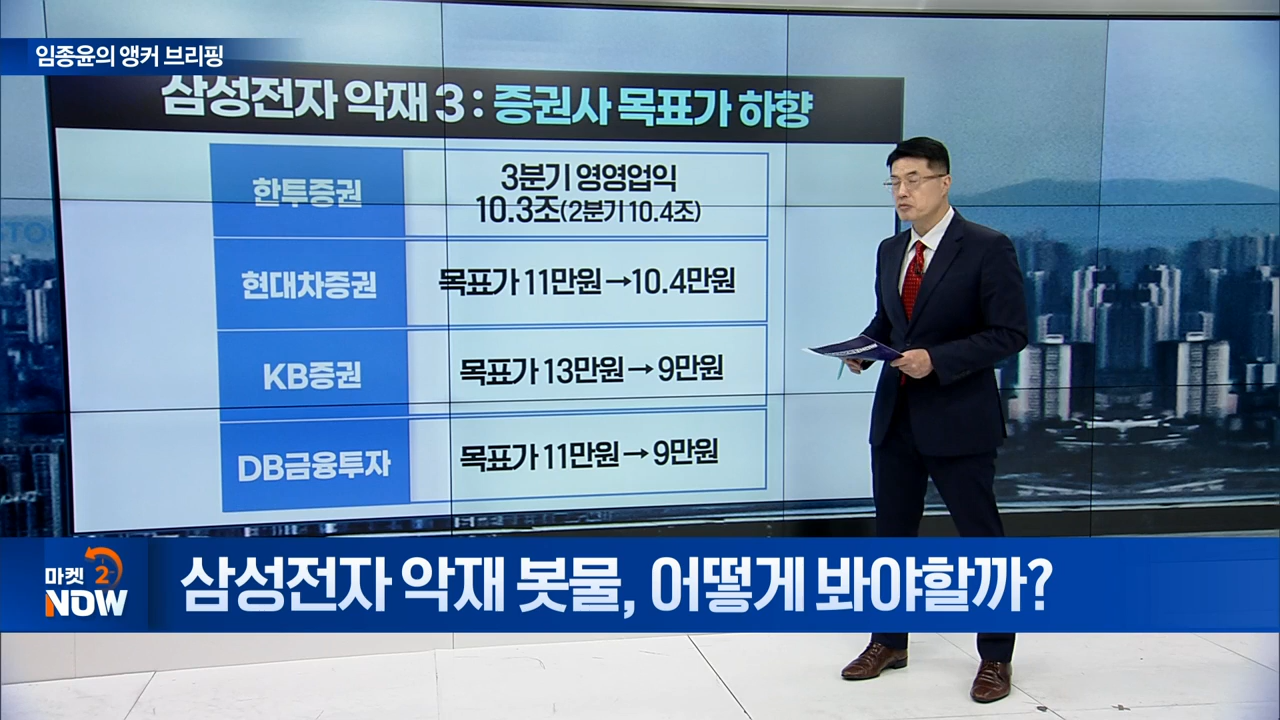 임종윤의 앵커 브리핑
삼성전자 악재 3 : 증권사 목표가 하향
한투증권
3분기 영영업익
10.3조(2분기 10.4조)
현대차증권
목표가 11만원→10.4만원
KB증권
목표가 13만원→9만원
DB금융투자
목표가 11만원→9만원
마켓 2
NOW
삼성전자 악재 봇물, 어떻게 봐야할까?